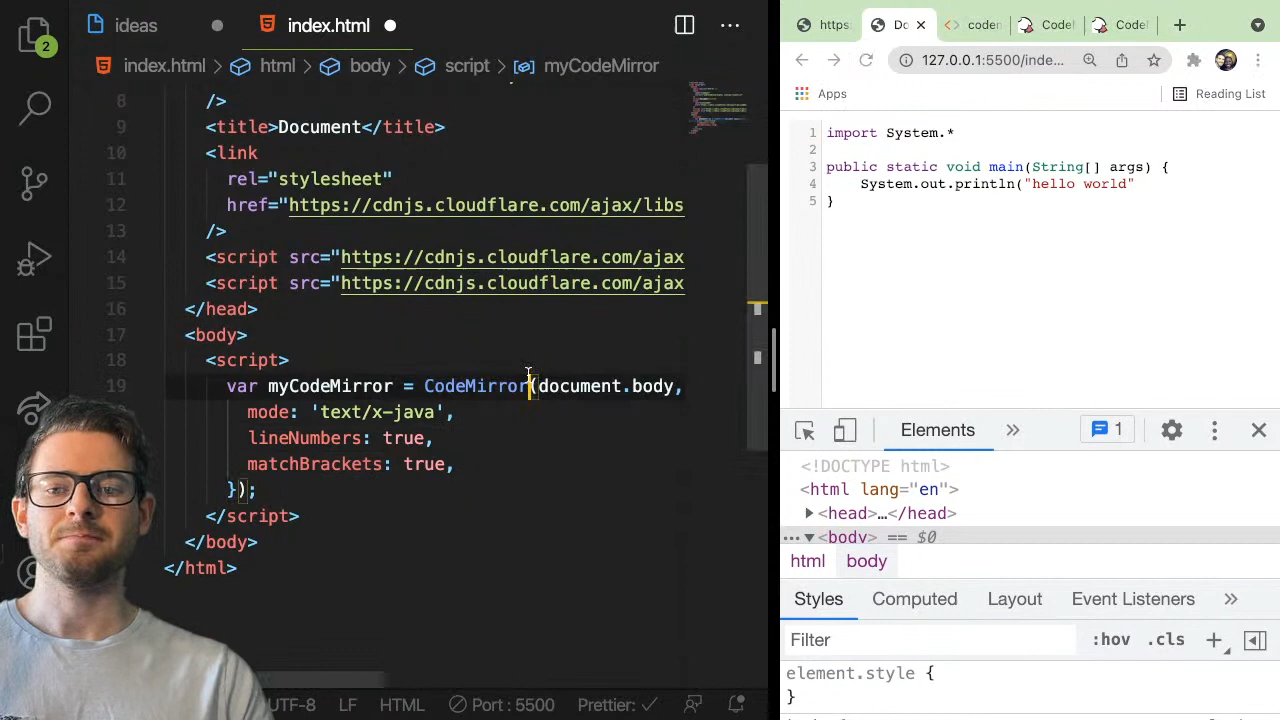 2
ideas
index.html
index.html > html > body > script > myCodeMirror
8 />
9 <title>Document</title>
10 <link
11 rel="stylesheet"
12 href="https://cdnjs.cloudflare.com/ajax/libs
13 />
14 <script src="https://cdnjs.cloudflare.com/ajax
15 <script src="https://cdnjs.cloudflare.com/ajax
16 </head>
17 <body>
18 <script>
19 var myCodeMirror = CodeMirror(document.body,
mode: 'text/x-java',
lineNumbers: true,
matchBrackets: true,
});
</script>
</body>
</html>
UTF-8 LF HTML Port : 5500 Prettier: ✓
https: Do codem CodeM CodeM
127.0.0.1:5500/inde...
Apps Reading List
1 import System.*
2
3 public static void main(String[] args) {
4 System.out.println("hello world"
5 }
Elements » 1
<!DOCTYPE html>
<html lang="en">
▶<head>…</head>
...▼<body> == $0
html body
Styles Computed Layout Event Listeners »
Filter :hov .cls +
element.style {
}